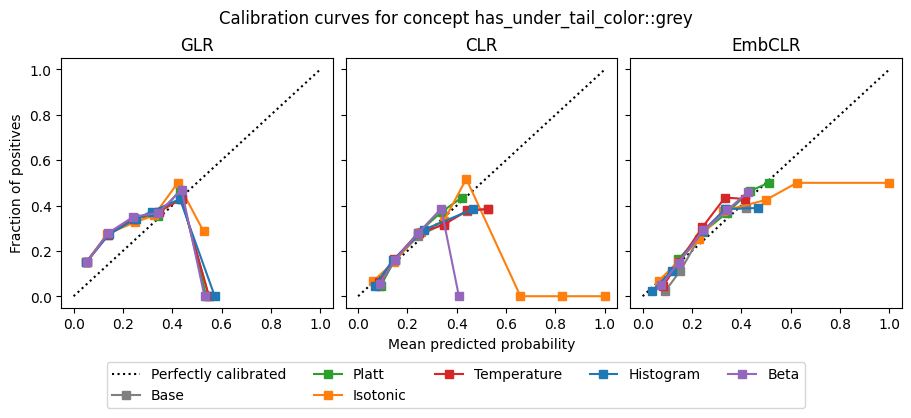 Calibration curves for concept has_under_tail_color::grey
GLR
CLR
EmbCLR
Fraction of positives
1.0
0.8
0.6
0.4
0.2
0.0
0.0 0.2 0.4 0.6 0.8 1.0
0.0 0.2 0.4 0.6 0.8 1.0
0.0 0.2 0.4 0.6 0.8 1.0
Mean predicted probability
Perfectly calibrated Platt Temperature Histogram Beta
Base Isotonic